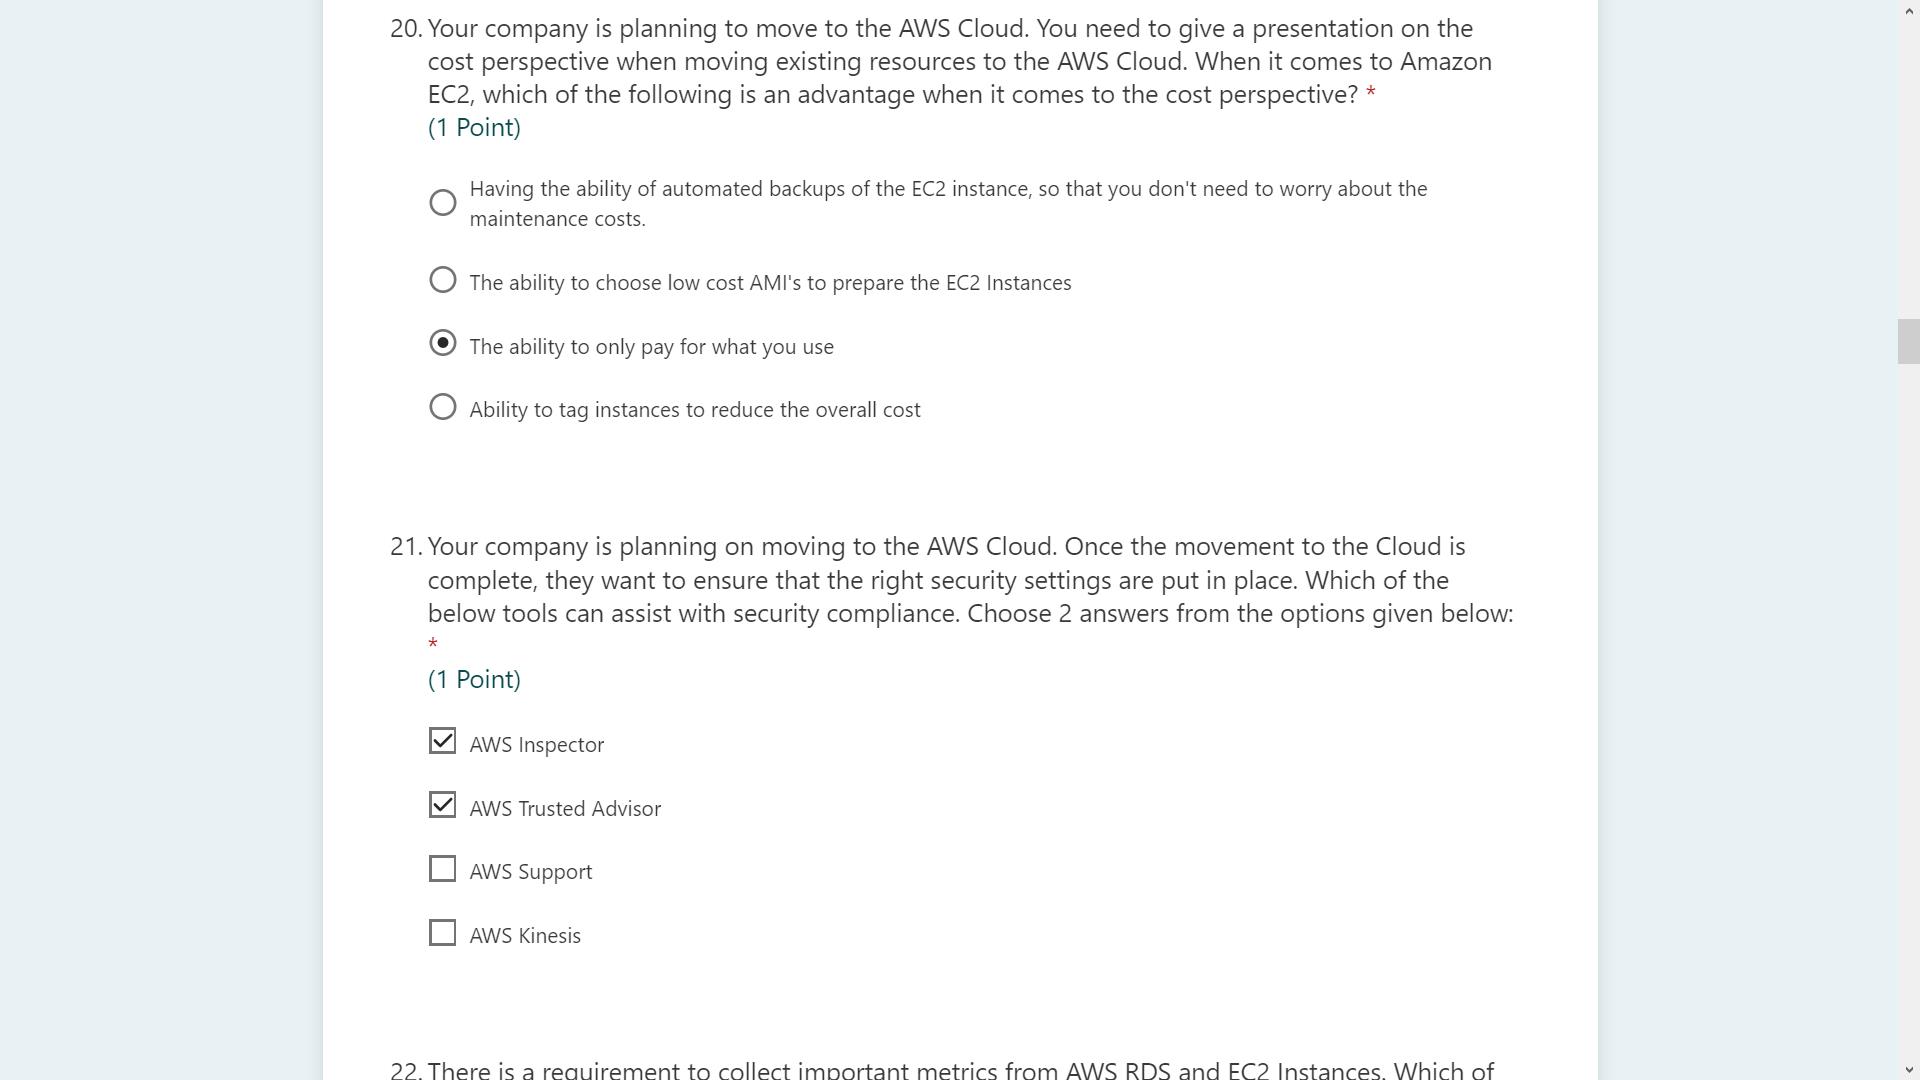 20. Your company is planning to move to the AWS Cloud. You need to give a presentation on the
cost perspective when moving existing resources to the AWS Cloud. When it comes to Amazon
EC2, which of the following is an advantage when it comes to the cost perspective? *
(1 Point)
Having the ability of automated backups of the EC2 instance, so that you don't need to worry about the
maintenance costs.
The ability to choose low cost AMI's to prepare the EC2 Instances
The ability to only pay for what you use
Ability to tag instances to reduce the overall cost
21. Your company is planning on moving to the AWS Cloud. Once the movement to the Cloud is
complete, they want to ensure that the right security settings are put in place. Which of the
below tools can assist with security compliance. Choose 2 answers from the options given below:
*
(1 Point)
AWS Inspector
AWS Trusted Advisor
AWS Support
AWS Kinesis
22. There is a requirement to collect important metrics from AWS RDS and EC2 Instances. Which of